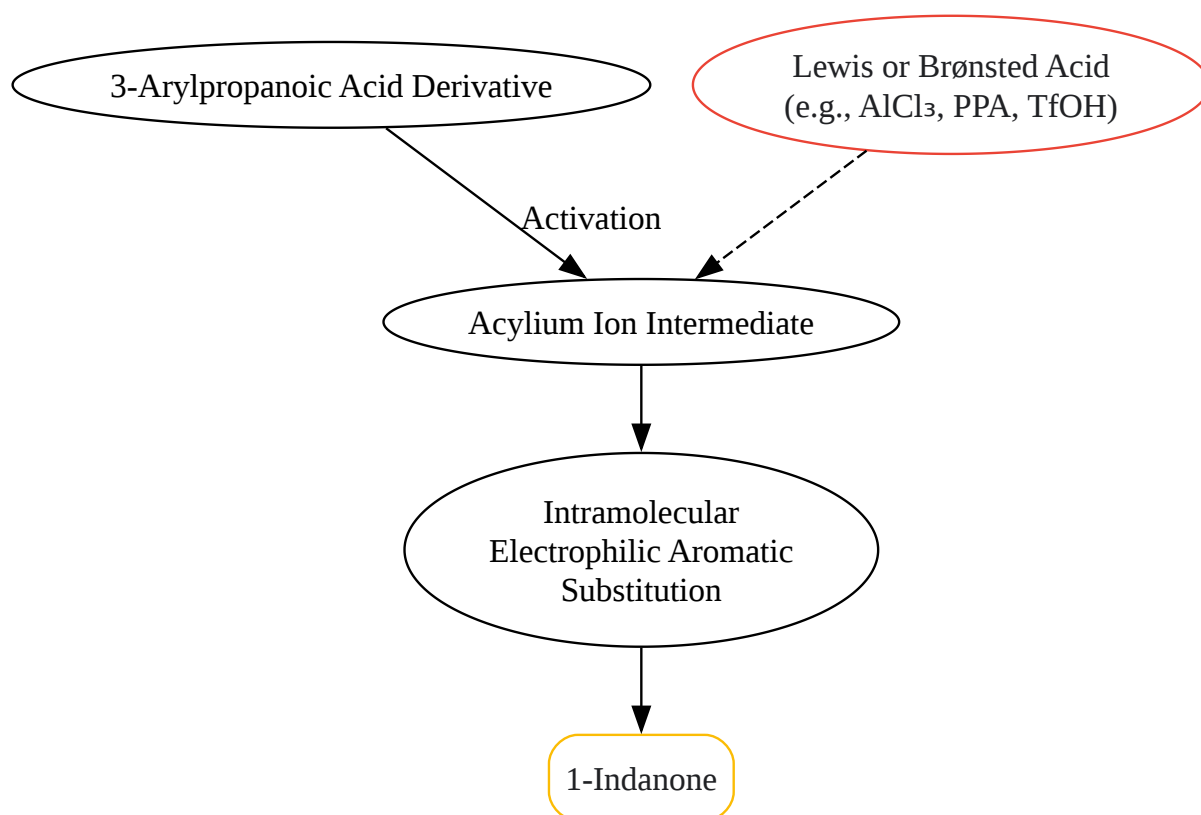 3-Arylpropanoic Acid Derivative
Lewis or Brønsted Acid
(e.g., AlCl₃, PPA, TfOH)
Activation
Acylium Ion Intermediate
Intramolecular
Electrophilic Aromatic
Substitution
1-Indanone